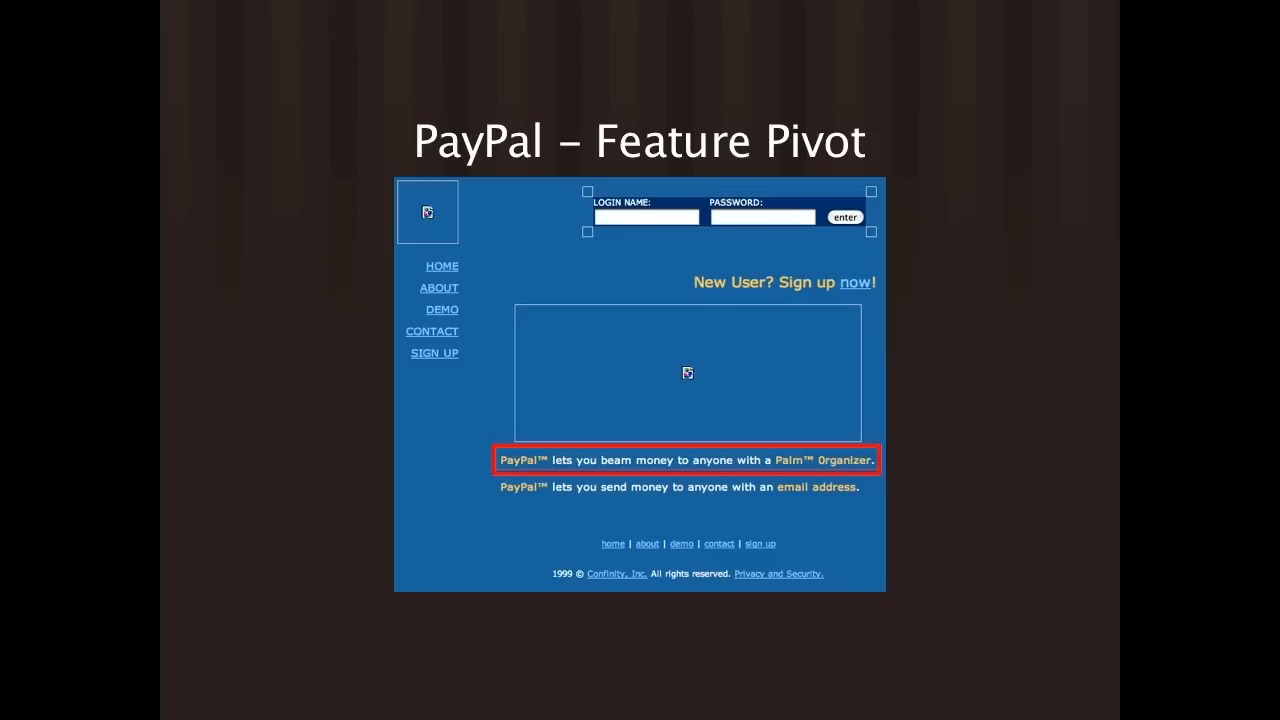 PayPal – Feature Pivot
LOGIN NAME: PASSWORD:
enter
HOME
ABOUT
DEMO
CONTACT
SIGN UP
New User? Sign up now!
PayPal™ lets you beam money to anyone with a Palm™ 0rganizer.
PayPal™ lets you send money to anyone with an email address.
home | about | demo | contact | sign up
1999 © Confinity, Inc. All rights reserved. Privacy and Security.